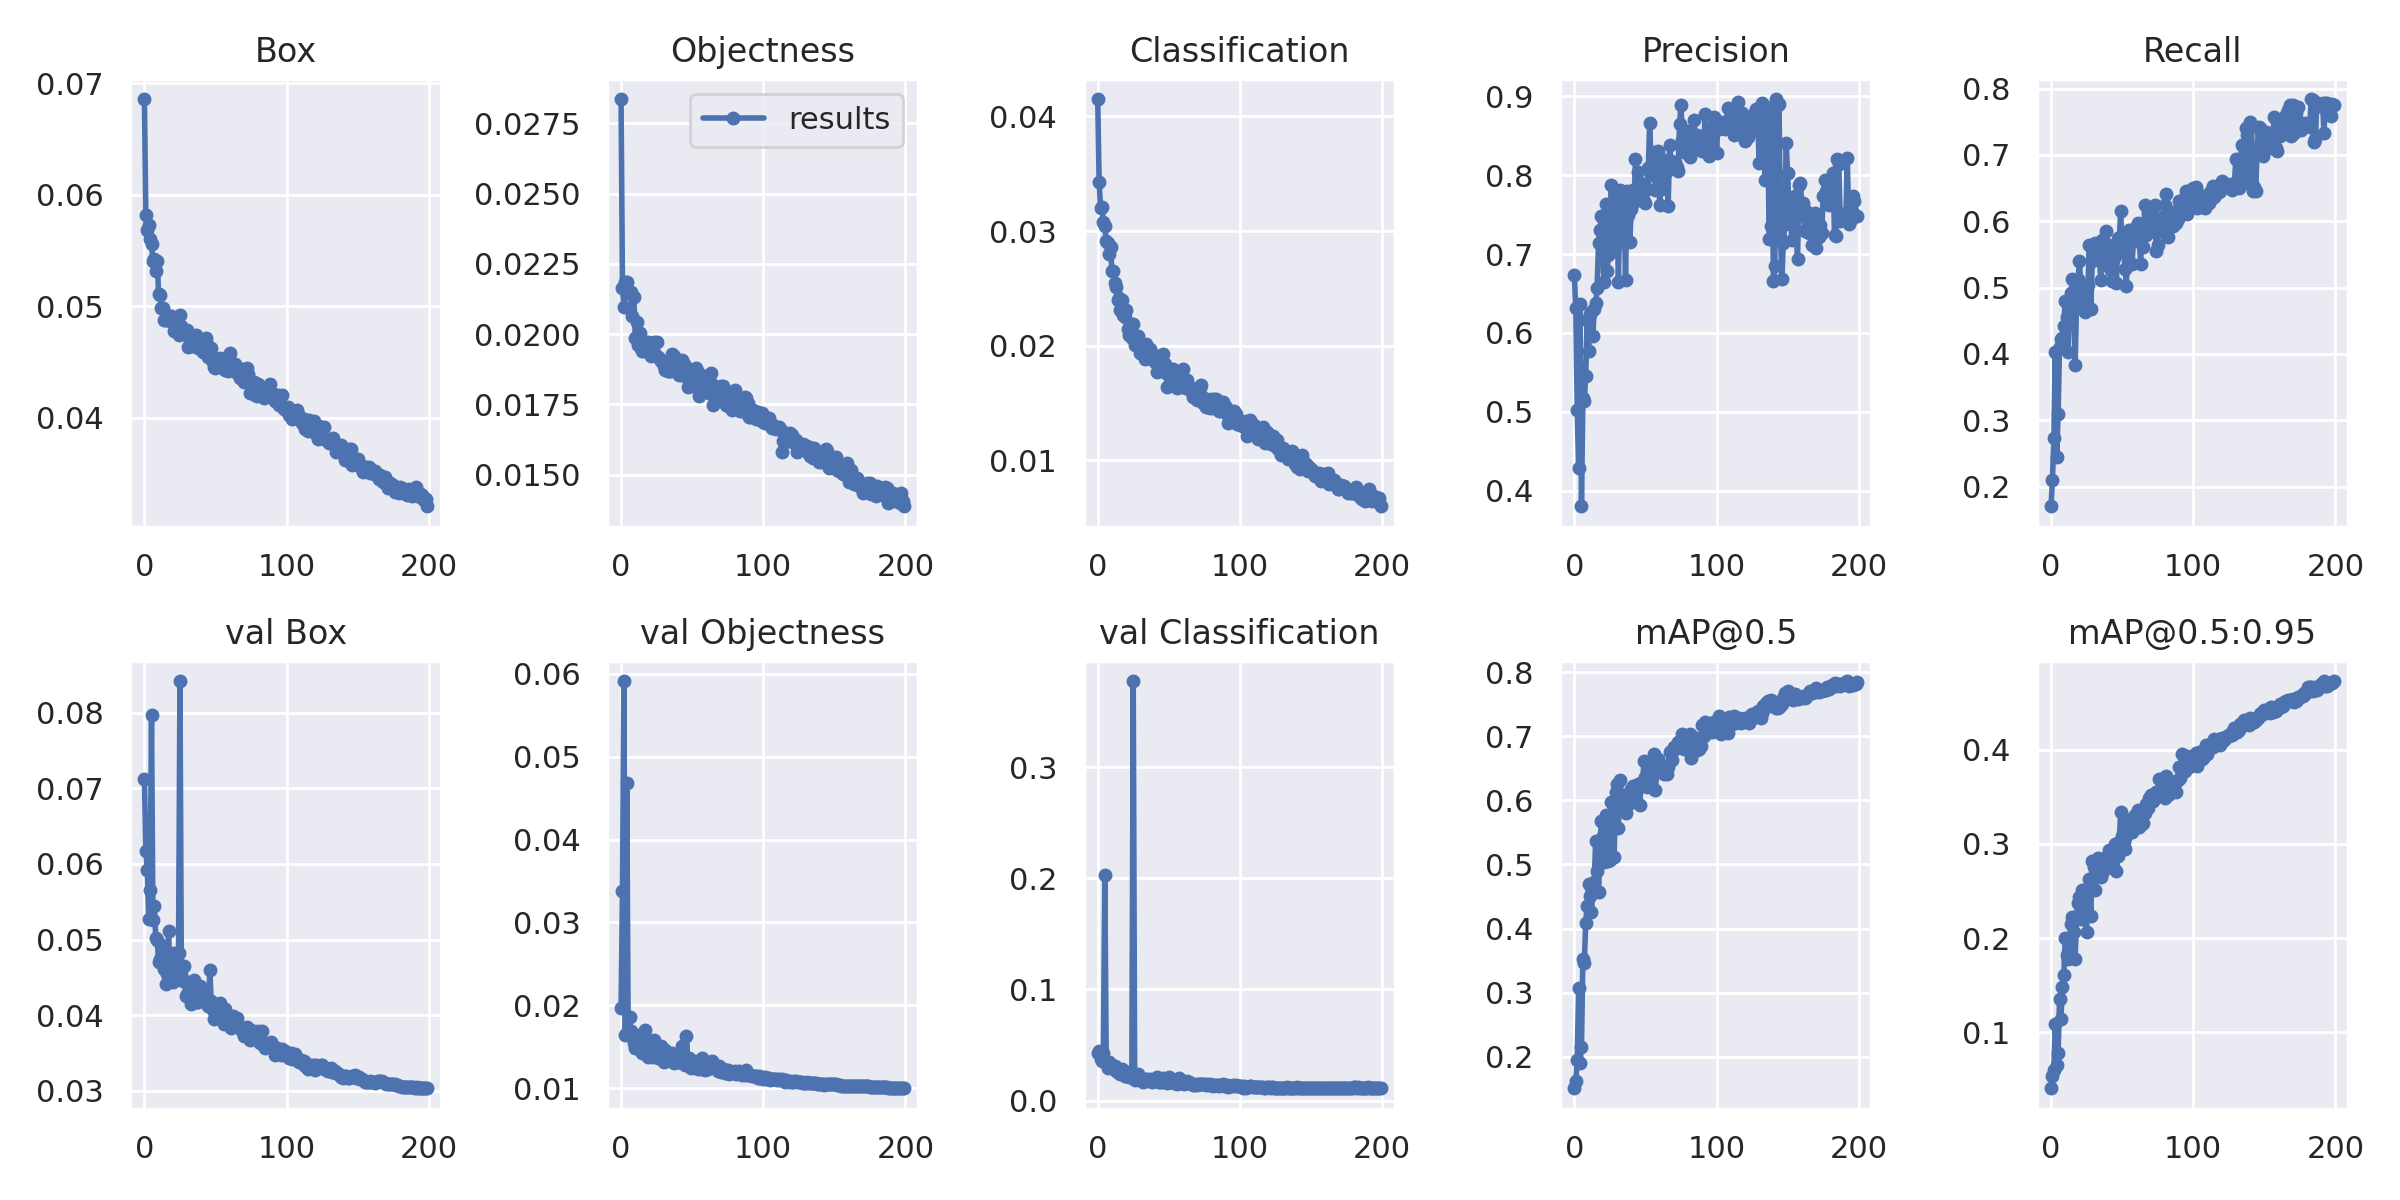 Box
0.07
0.06
0.05
0.04
0 100 200
Objectness
results
0.0275
0.0250
0.0225
0.0200
0.0175
0.0150
0 100 200
Classification
0.04
0.03
0.02
0.01
0 100 200
Precision
0.9
0.8
0.7
0.6
0.5
0.4
0 100 200
Recall
0.8
0.7
0.6
0.5
0.4
0.3
0.2
0 100 200
val Box
0.08
0.07
0.06
0.05
0.04
0.03
0 100 200
val Objectness
0.06
0.05
0.04
0.03
0.02
0.01
0 100 200
val Classification
0.3
0.2
0.1
0.0
0 100 200
mAP@0.5
0.8
0.7
0.6
0.5
0.4
0.3
0.2
0 100 200
mAP@0.5:0.95
0.4
0.3
0.2
0.1
0 100 200